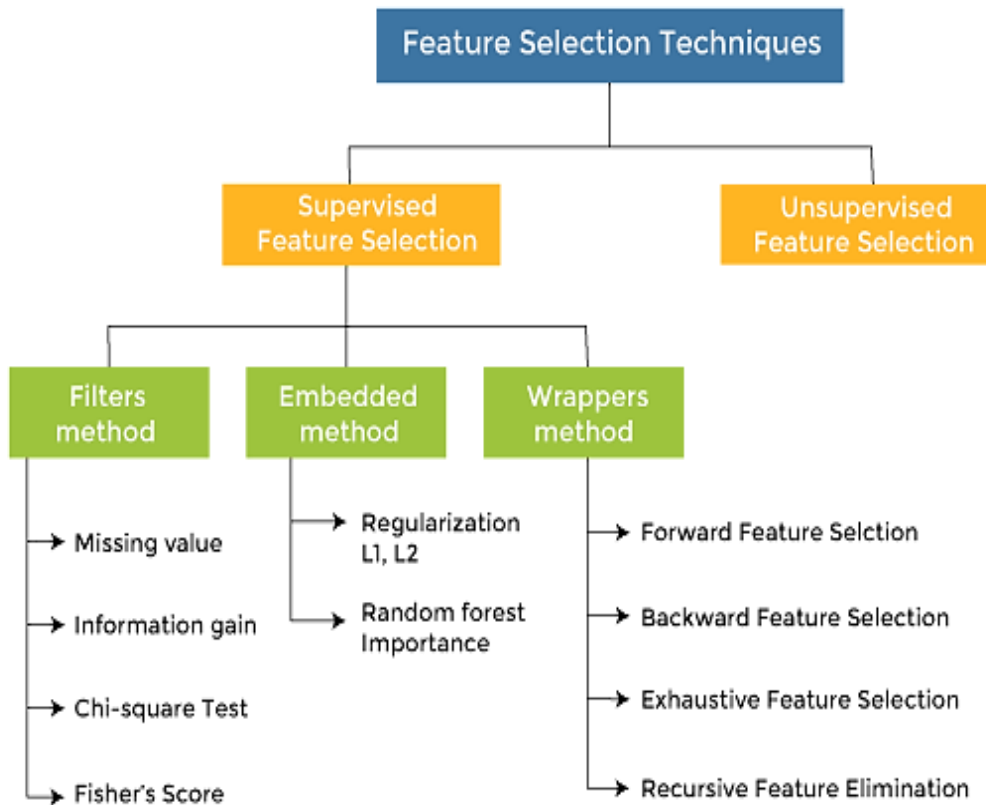 Feature Selection Techniques
Supervised
Feature Selection
Unsupervised
Feature Selection
Filters
method
Embedded
method
Wrappers
method
Missing value
Information gain
Chi-square Test
Fisher's Score
Regularization
L1, L2
Random forest
Importance
Forward Feature Selction
Backward Feature Selection
Exhaustive Feature Selection
Recursive Feature Elimination